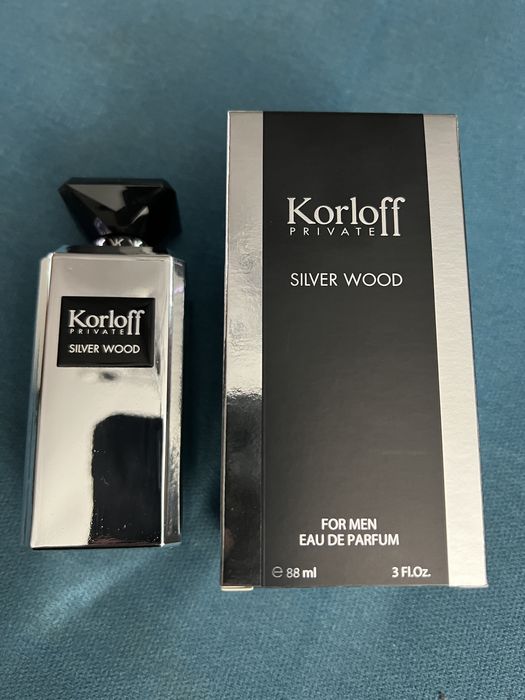 Korloff
PRIVATE
SILVER WOOD
Korloff
PRIVATE
SILVER WOOD
FOR MEN
EAU DE PARFUM
℮ 88 ml 3 Fl.Oz.